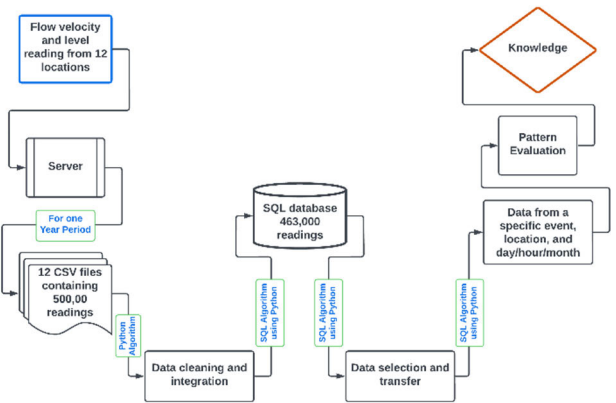 Flow velocity
and level
reading from 12
locations
Server
For one
Year Period
12 CSV files
containing
500,00
readings
Python
Algorithm
Data cleaning and
integration
SQL Algorithm
using Python
SQL database
463,000
readings
SQL Algorithm
using Python
Data selection and
transfer
SQL Algorithm
using Python
Data from a
specific event,
location, and
day/hour/month
Pattern
Evaluation
Knowledge